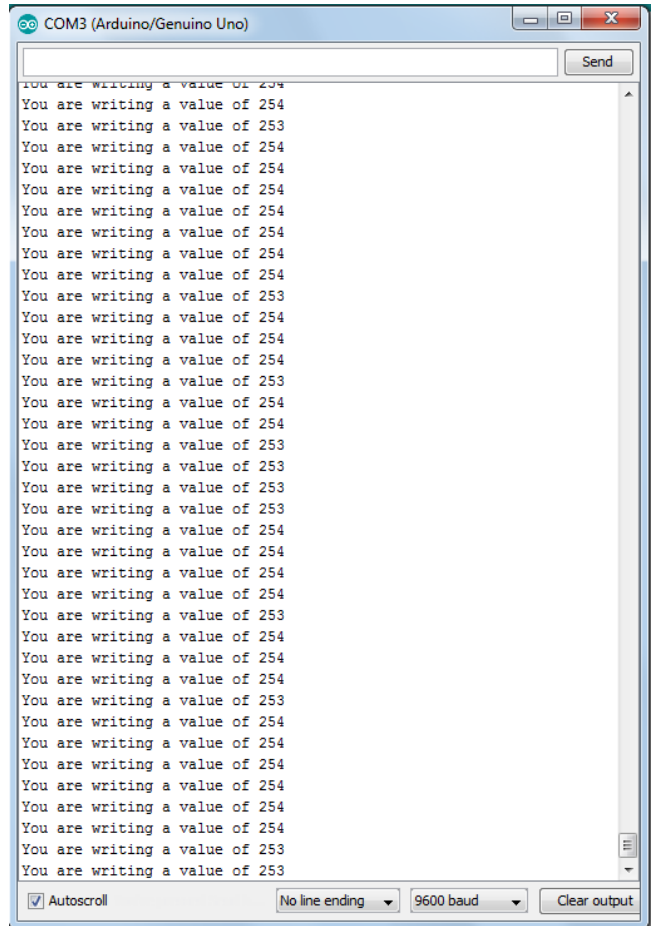 COM3 (Arduino/Genuino Uno)
Send
You are writing a value of 254
You are writing a value of 254
You are writing a value of 253
You are writing a value of 254
You are writing a value of 254
You are writing a value of 254
You are writing a value of 254
You are writing a value of 254
You are writing a value of 254
You are writing a value of 254
You are writing a value of 253
You are writing a value of 254
You are writing a value of 254
You are writing a value of 254
You are writing a value of 253
You are writing a value of 254
You are writing a value of 254
You are writing a value of 253
You are writing a value of 253
You are writing a value of 253
You are writing a value of 253
You are writing a value of 254
You are writing a value of 254
You are writing a value of 254
You are writing a value of 254
You are writing a value of 253
You are writing a value of 254
You are writing a value of 254
You are writing a value of 254
You are writing a value of 253
You are writing a value of 254
You are writing a value of 254
You are writing a value of 254
You are writing a value of 254
You are writing a value of 254
You are writing a value of 254
You are writing a value of 253
You are writing a value of 253
Autoscroll No line ending 9600 baud Clear output